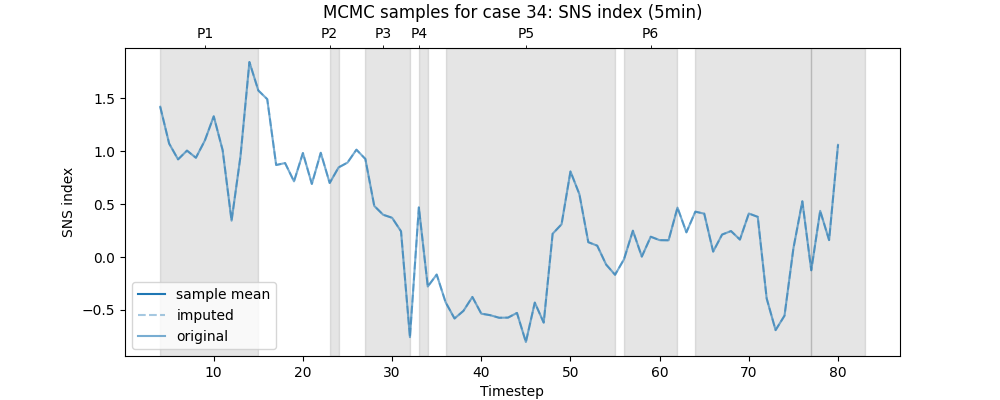 MCMC samples for case 34: SNS index (5min)
P1 P2 P3 P4 P5 P6
SNS index
1.5
1.0
0.5
0.0
−0.5
sample mean
imputed
original
10 20 30 40 50 60 70 80
Timestep